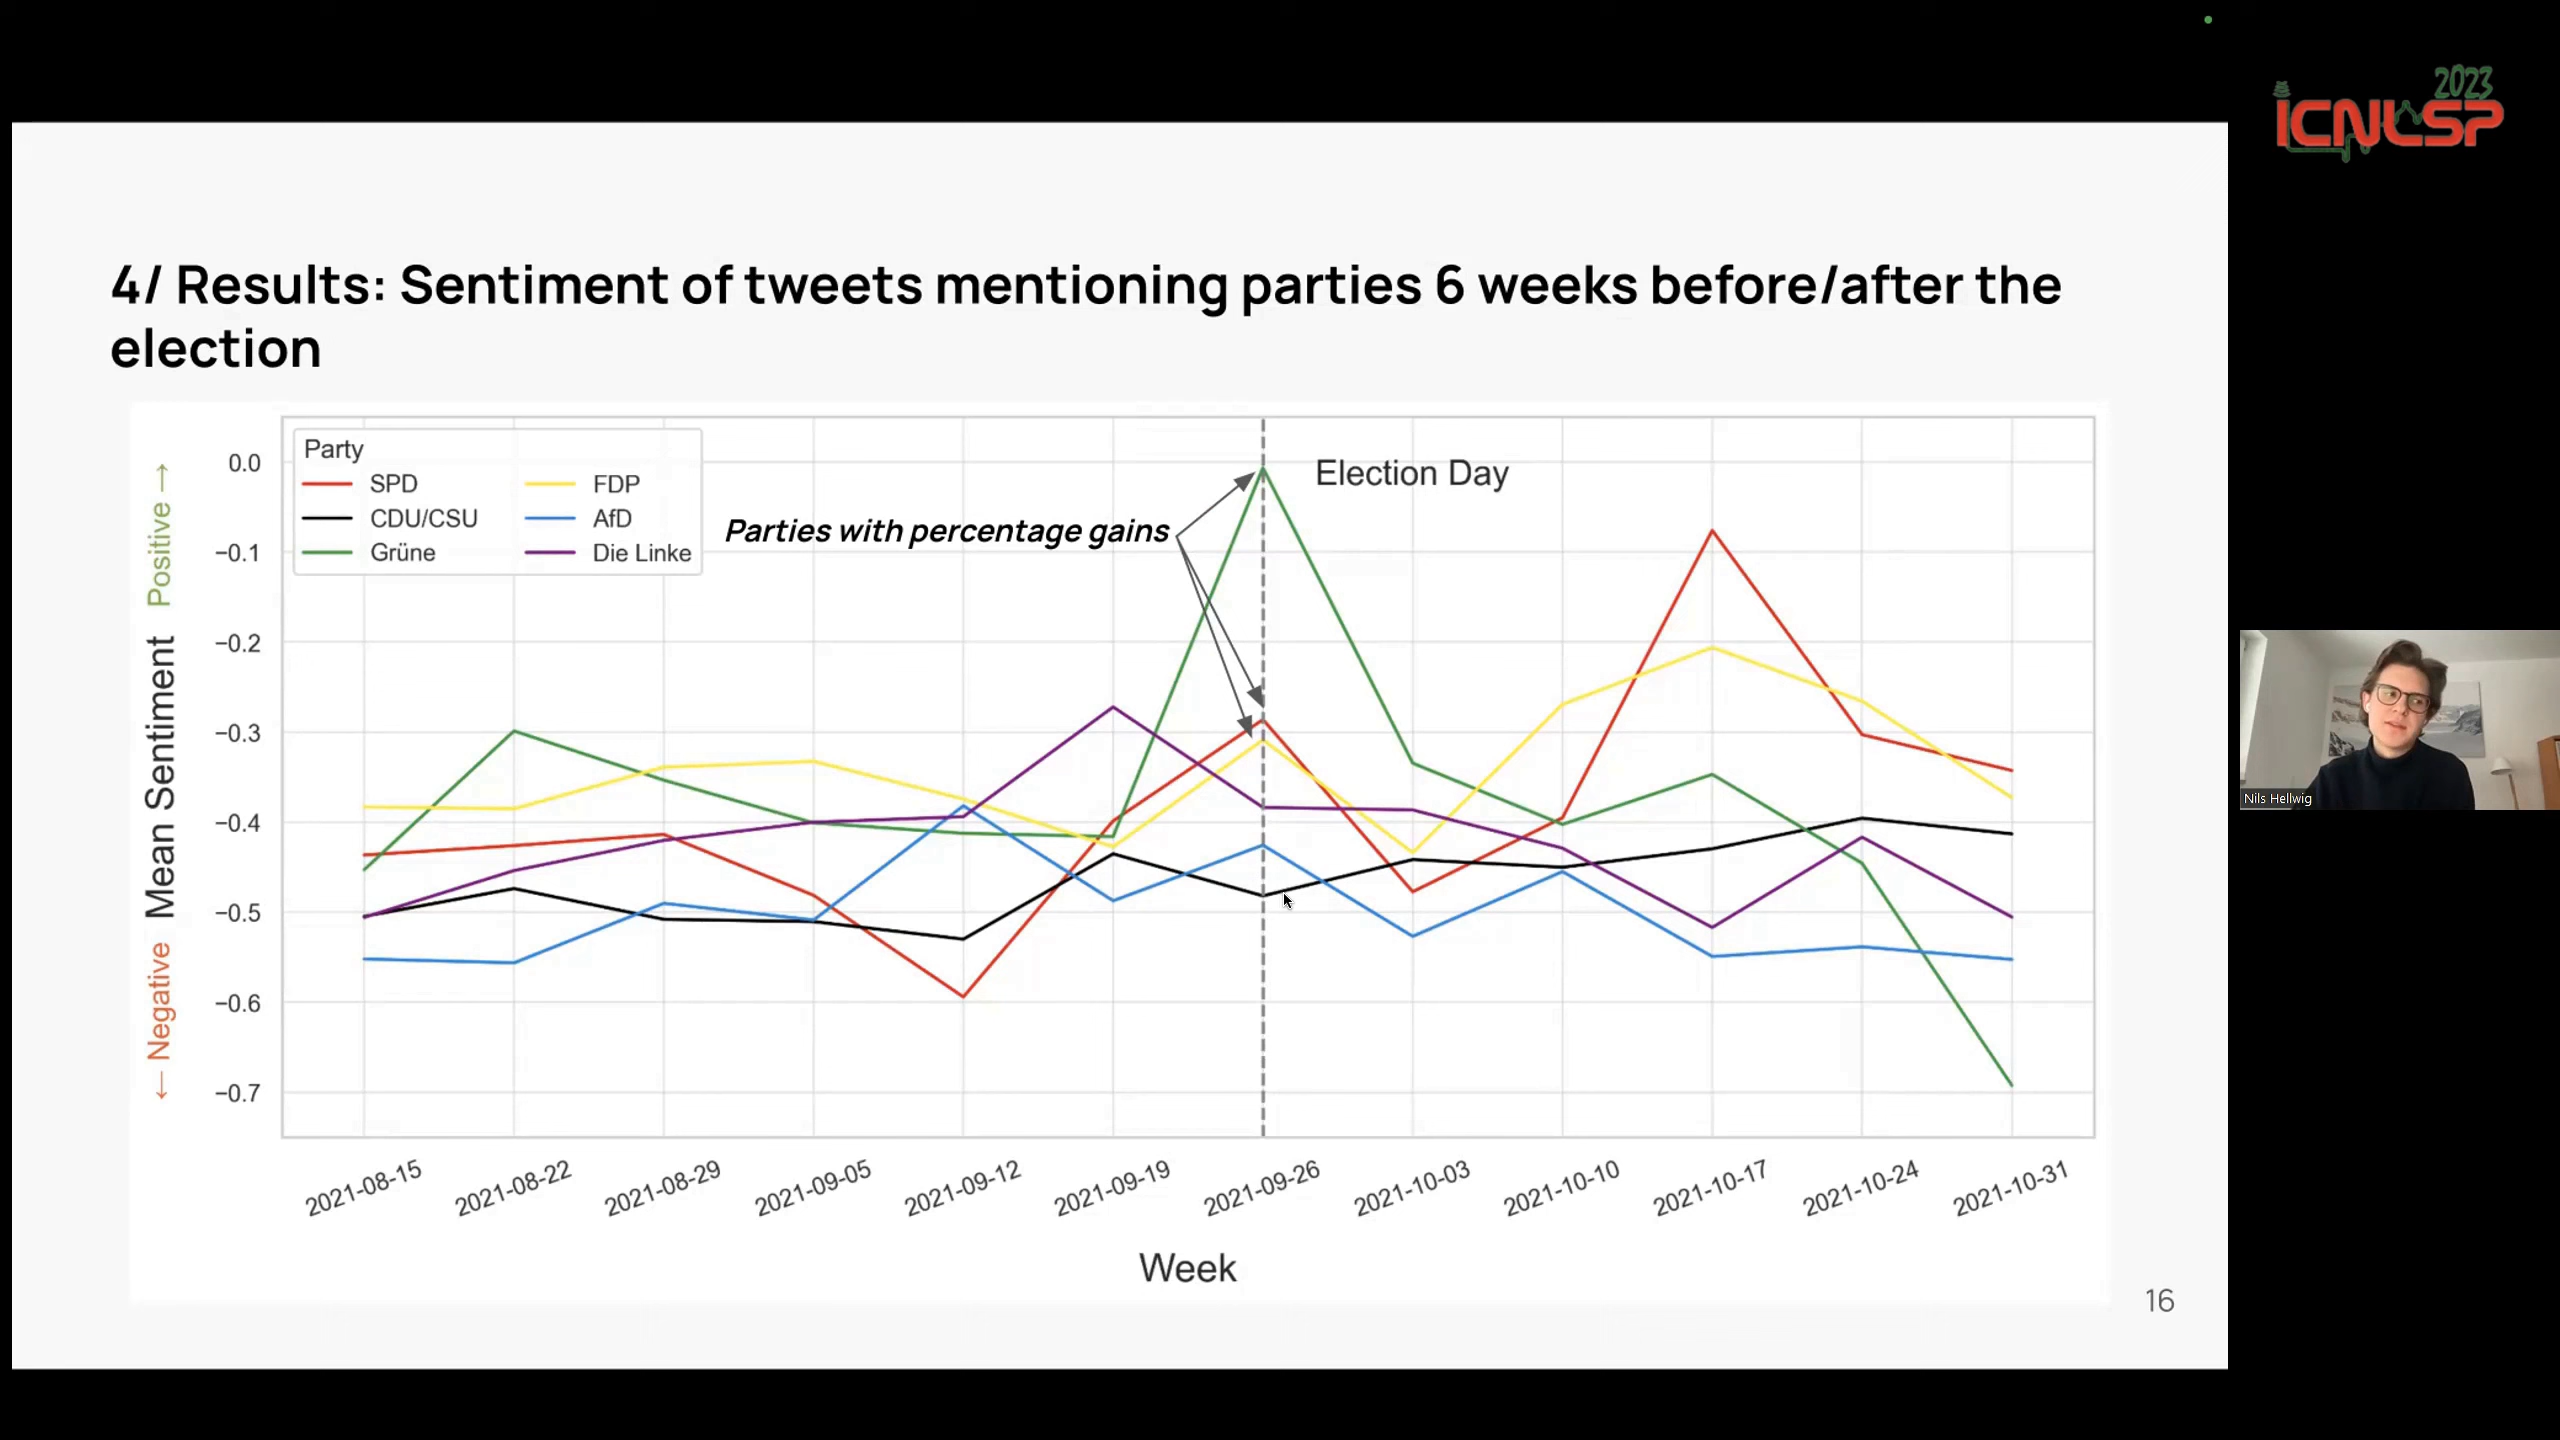 2023
ICNLSP
4/ Results: Sentiment of tweets mentioning parties 6 weeks before/after the
election
Party
SPD
CDU/CSU
Grüne
FDP
AfD
Die Linke
Election Day
Parties with percentage gains
← Negative Mean Sentiment Positive →
0.0
−0.1
−0.2
−0.3
−0.4
−0.5
−0.6
−0.7
2021-08-15
2021-08-22
2021-08-29
2021-09-05
2021-09-12
2021-09-19
2021-09-26
2021-10-03
2021-10-10
2021-10-17
2021-10-24
2021-10-31
Week
16
Nils Hellwig